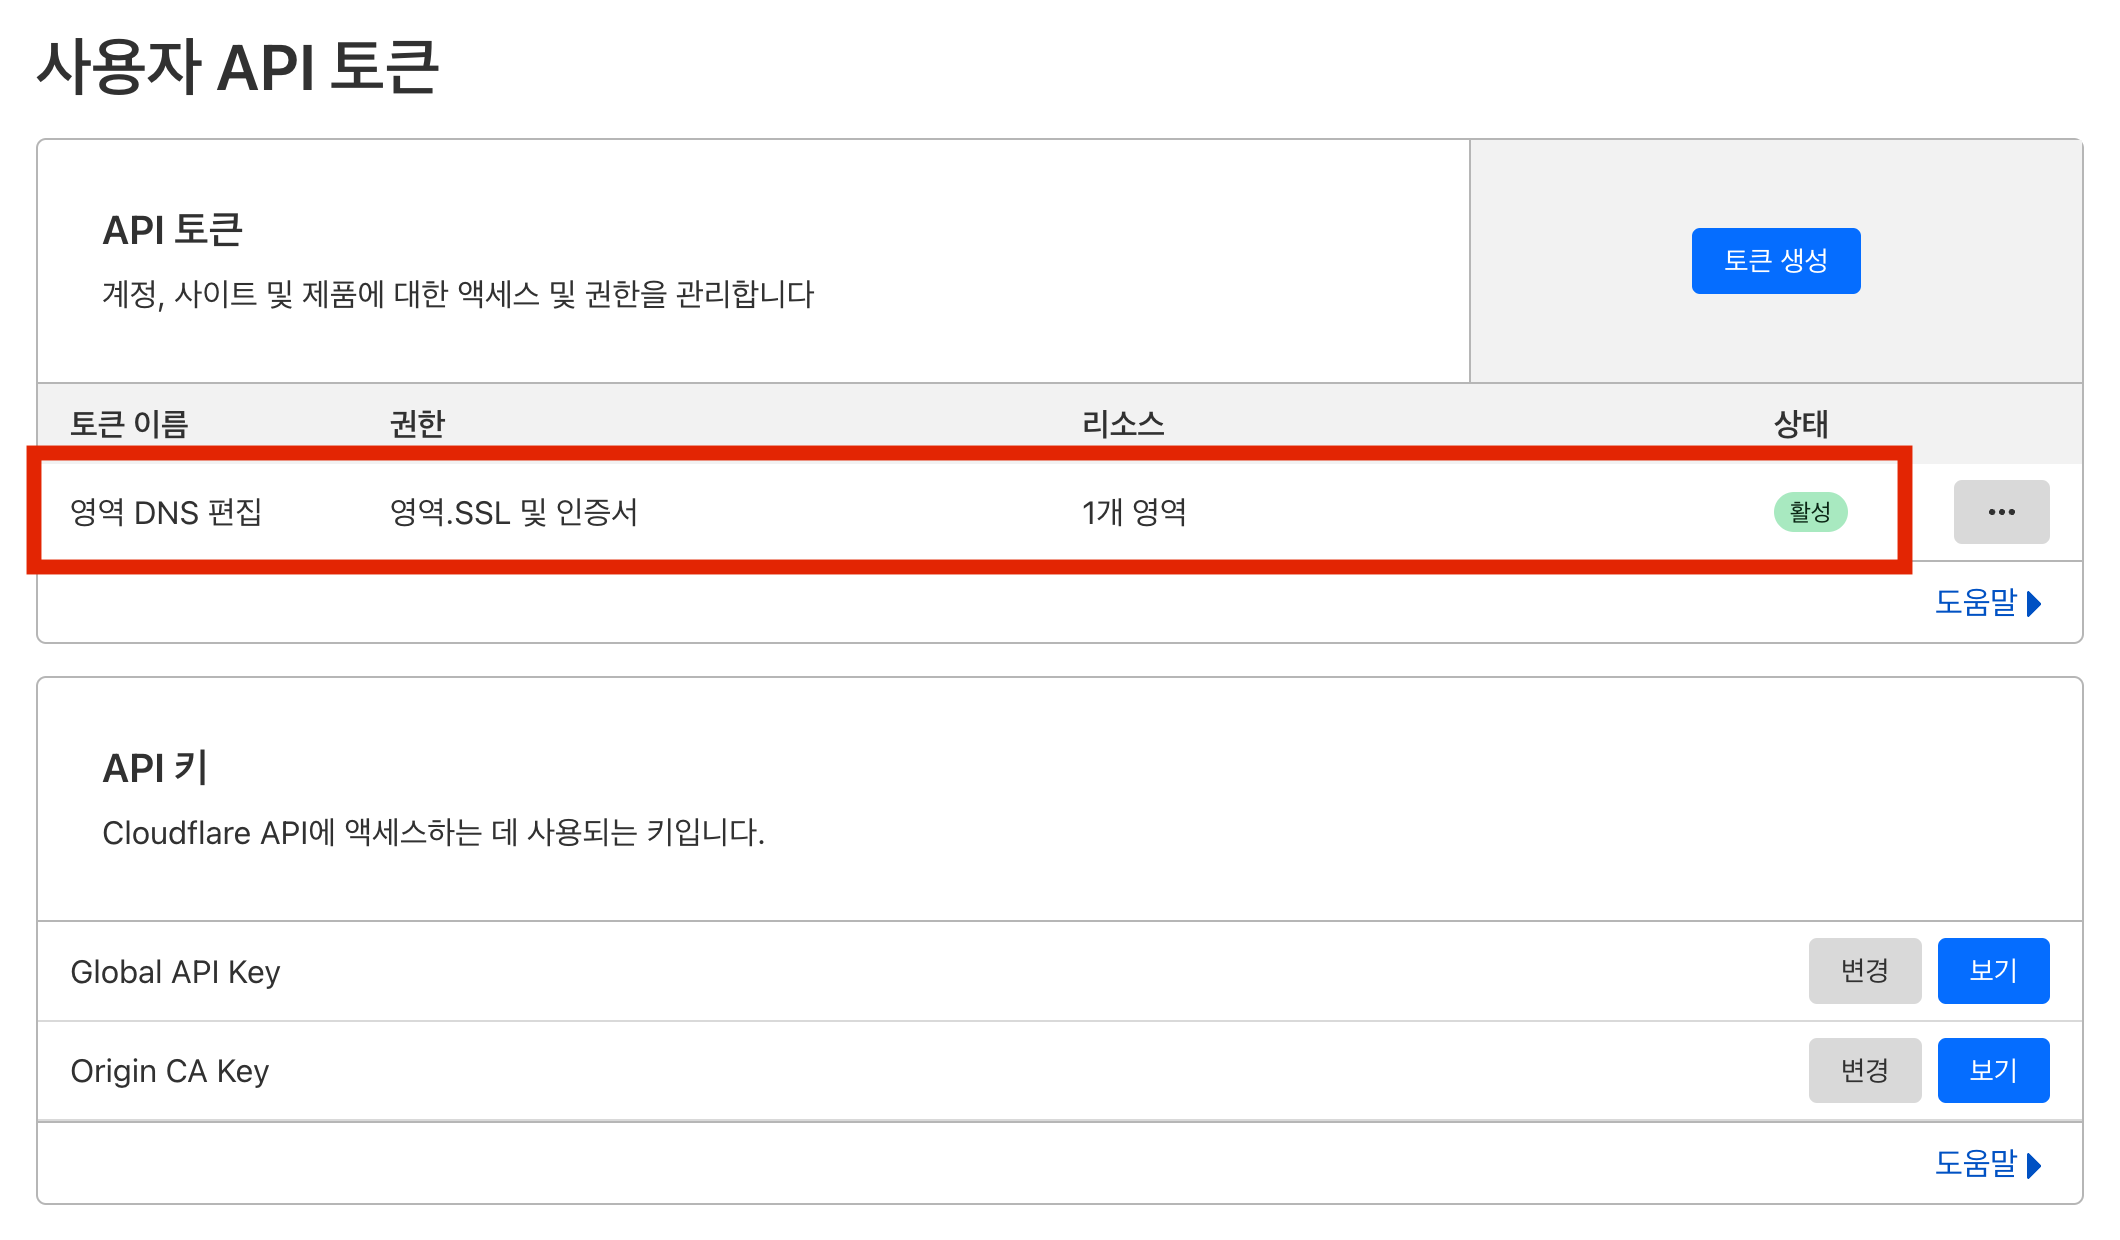 사용자 API 토큰
API 토큰
계정, 사이트 및 제품에 대한 액세스 및 권한을 관리합니다
토큰 생성
토큰 이름 권한 리소스 상태
영역 DNS 편집 영역.SSL 및 인증서 1개 영역 활성 •••
도움말
API 키
Cloudflare API에 액세스하는 데 사용되는 키입니다.
Global API Key 변경 보기
Origin CA Key 변경 보기
도움말